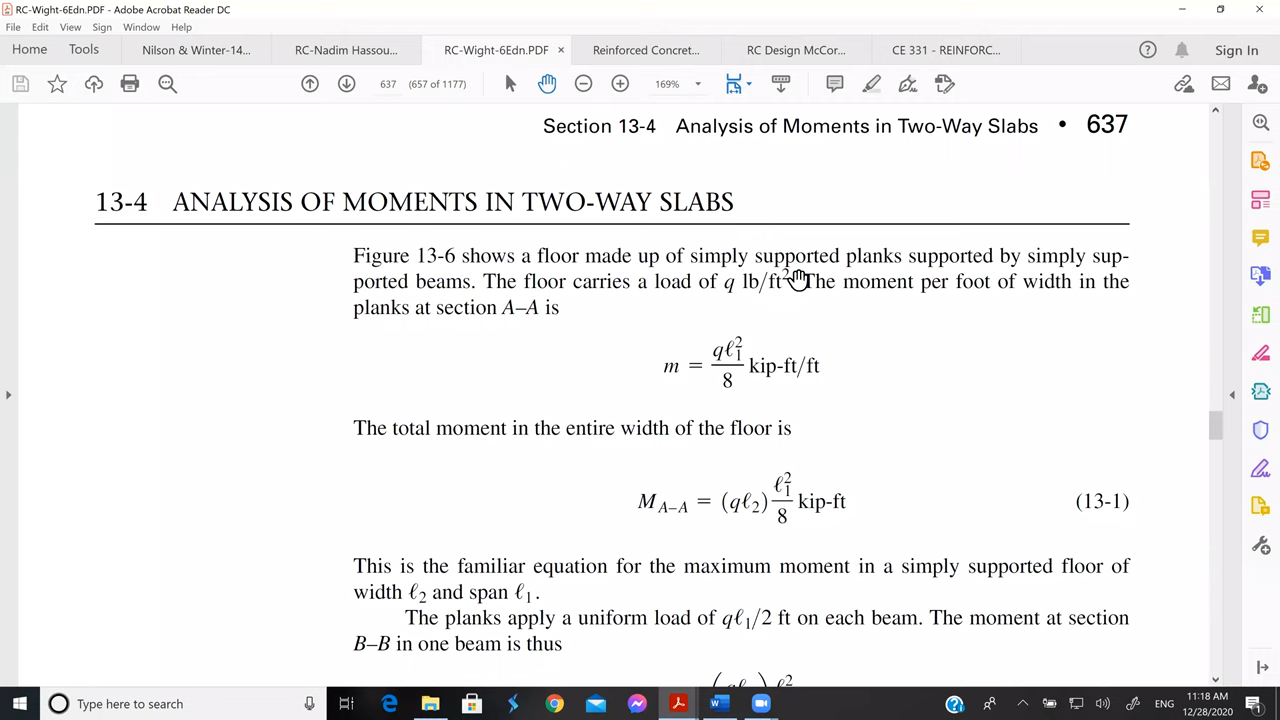 RC-Wight-6Edn.PDF - Adobe Acrobat Reader DC
File Edit View Sign Window Help
Home Tools Nilson & Winter-14... RC-Nadim Hassou... RC-Wight-6Edn.PDF × Reinforced Concret... RC Design McCor... CE 331 - REINFORC... Sign In
637 (657 of 1177) 169%
Section 13-4 Analysis of Moments in Two-Way Slabs • 637
13-4 ANALYSIS OF MOMENTS IN TWO-WAY SLABS
Figure 13-6 shows a floor made up of simply supported planks supported by simply sup-
ported beams. The floor carries a load of q lb/ft² The moment per foot of width in the
planks at section A–A is
m = qℓ₁²/8 kip-ft/ft
The total moment in the entire width of the floor is
M_A–A = (qℓ₂) ℓ₁²/8 kip-ft (13-1)
This is the familiar equation for the maximum moment in a simply supported floor of
width ℓ₂ and span ℓ₁.
The planks apply a uniform load of qℓ₁/2 ft on each beam. The moment at section
B–B in one beam is thus
Type here to search
ENG
11:18 AM
12/28/2020